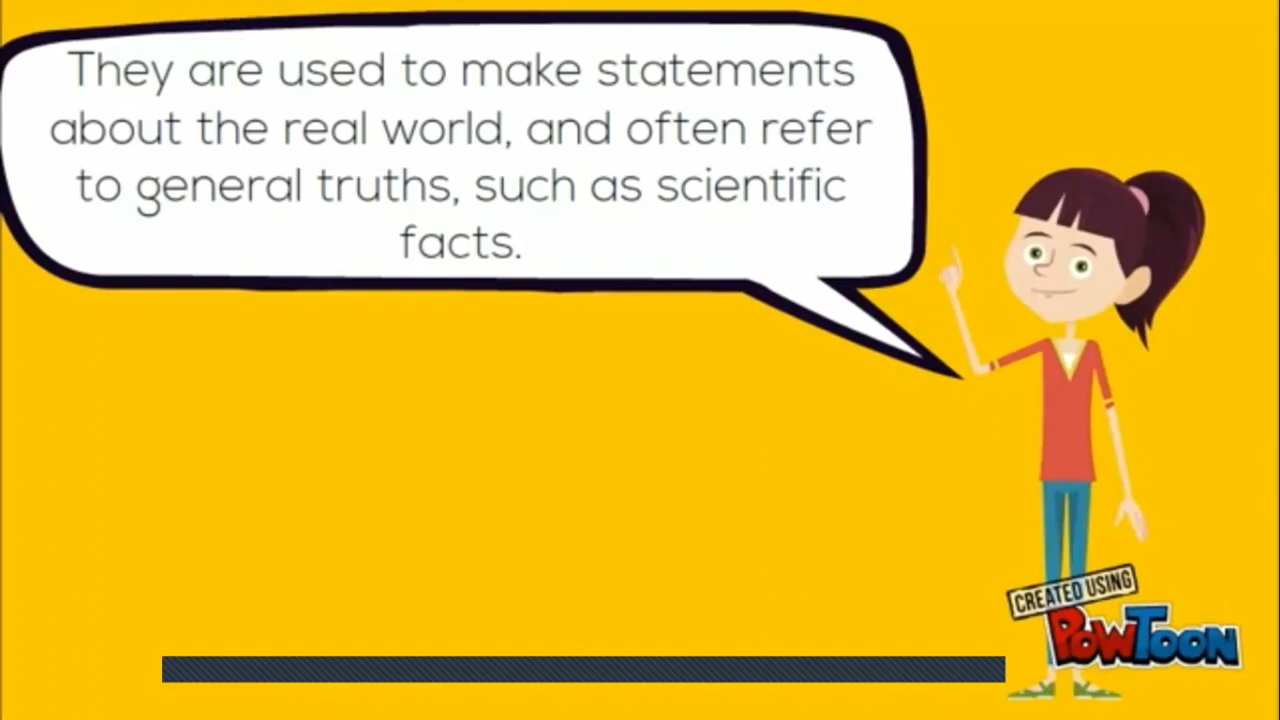 They are used to make statements
about the real world, and often refer
to general truths, such as scientific
facts.
CREATED USING
POWTOON